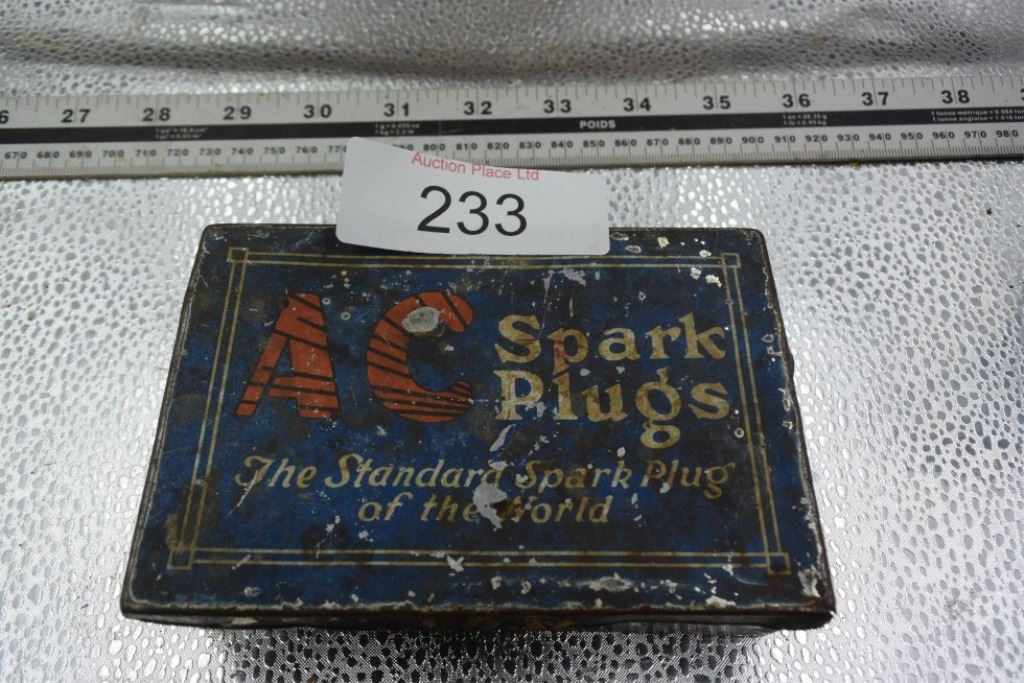 27 28 29 30 31 32 33 34 35 36 37 38
POIDS
Auction Place Ltd
233
AC Spark
Plugs
The Standard Spark Plug
of the World